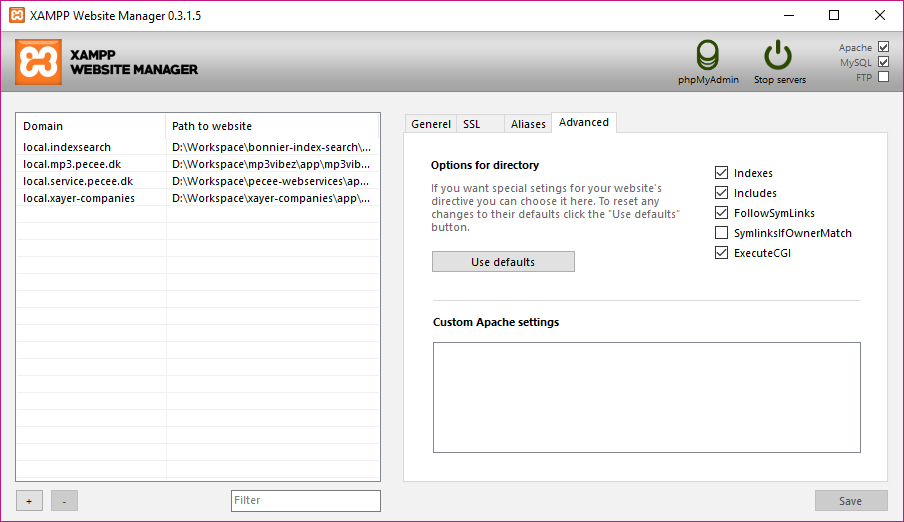 XAMPP Website Manager 0.3.1.5
XAMPP
WEBSITE MANAGER
phpMyAdmin
Stop servers
Apache
MySQL
FTP
Domain Path to website
local.indexsearch D:\Workspace\bonnier-index-search\...
local.mp3.pecee.dk D:\Workspace\mp3vibez\app\mp3vib...
local.service.pecee.dk D:\Workspace\pecee-webservices\ap...
local.xayer-companies D:\Workspace\xayer-companies\app\...
+ - Filter
Generel SSL Aliases Advanced
Options for directory
If you want special setings for your website's
directive you can choose it here. To reset any
changes to their defaults click the "Use defaults"
button.
Use defaults
Indexes
Includes
FollowSymLinks
SymlinksIfOwnerMatch
ExecuteCGI
Custom Apache settings
Save